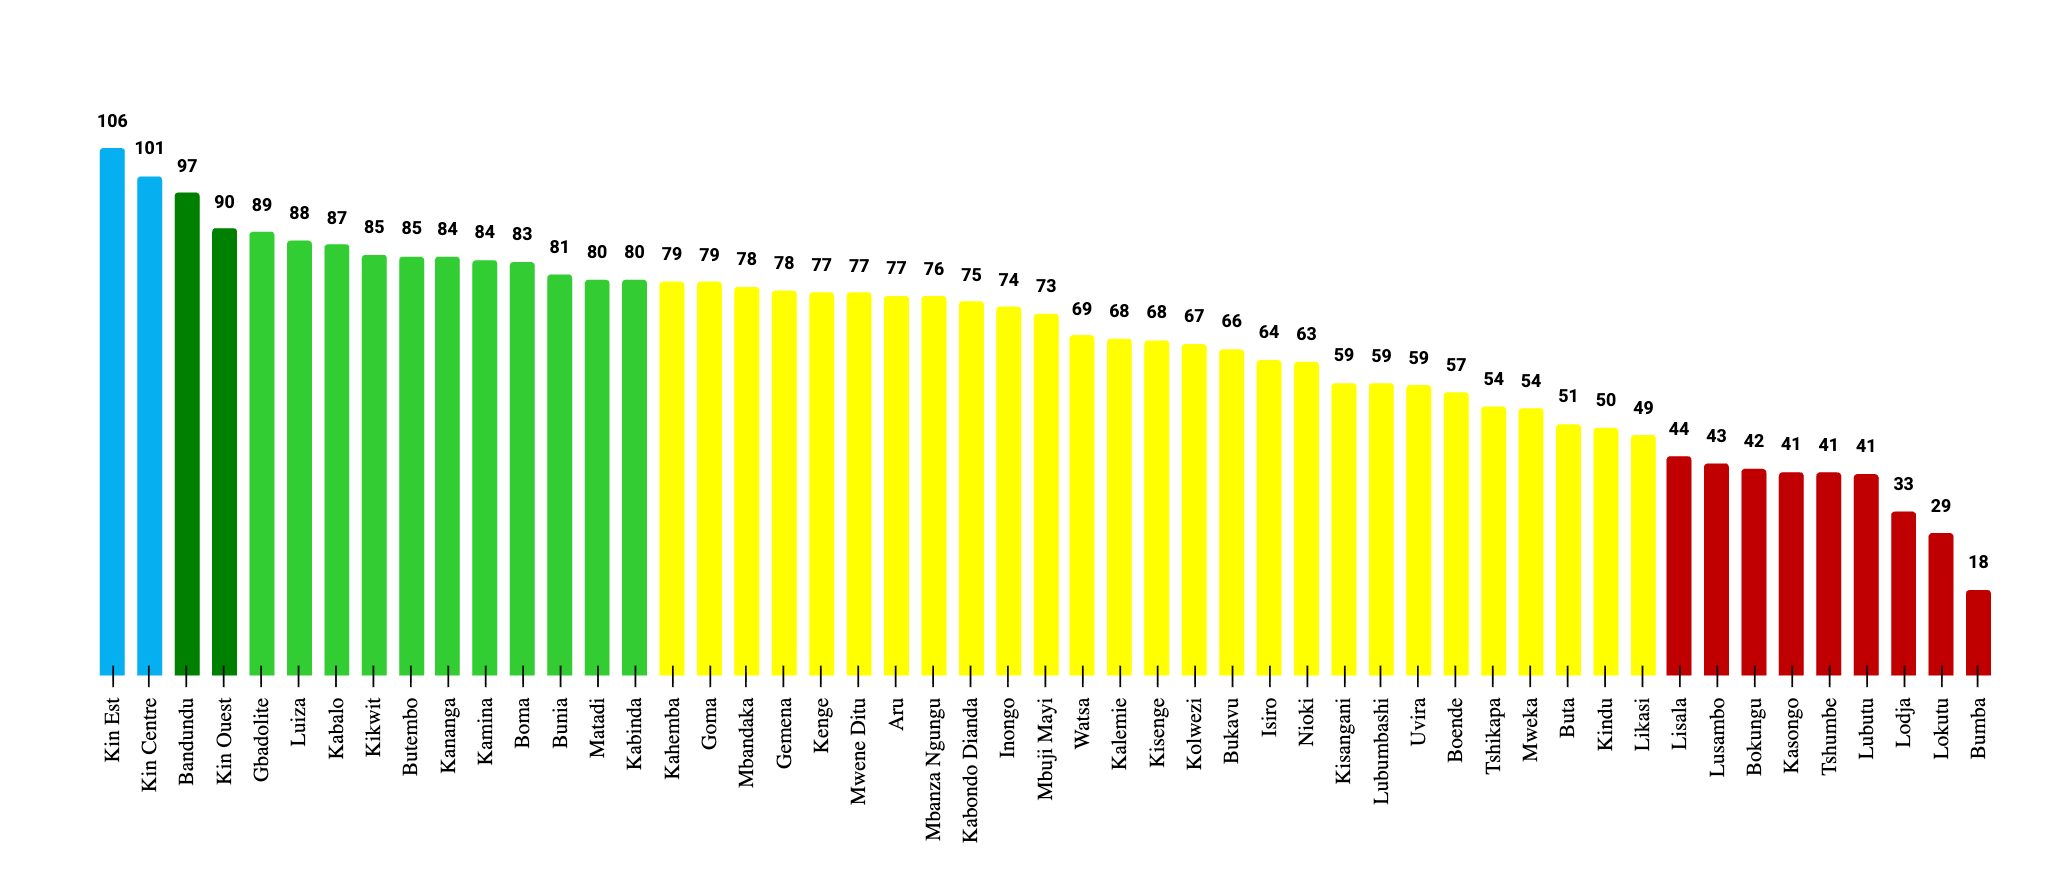 106
101
97
90
89
88
87
85
85
84
84
83
81
80
80
79
79
78
78
77
77
77
76
75
74
73
69
68
68
67
66
64
63
59
59
59
57
54
54
51
50
49
44
43
42
41
41
41
33
29
18
Kin Est
Kin Centre
Bandundu
Kin Ouest
Gbadolite
Luiza
Kabalo
Kikwit
Butembo
Kananga
Kamina
Boma
Bunia
Matadi
Kabinda
Kahemba
Goma
Mbandaka
Gemena
Kenge
Mwene Ditu
Aru
Mbanza Ngungu
Kabondo Dianda
Inongo
Mbuji Mayi
Watsa
Kalemie
Kisenge
Kolwezi
Bukavu
Isiro
Nioki
Kisangani
Lubumbashi
Uvira
Boende
Tshikapa
Mweka
Buta
Kindu
Likasi
Lisala
Lusambo
Bokungu
Kasongo
Tshumbe
Lubutu
Lodja
Lokutu
Bumba